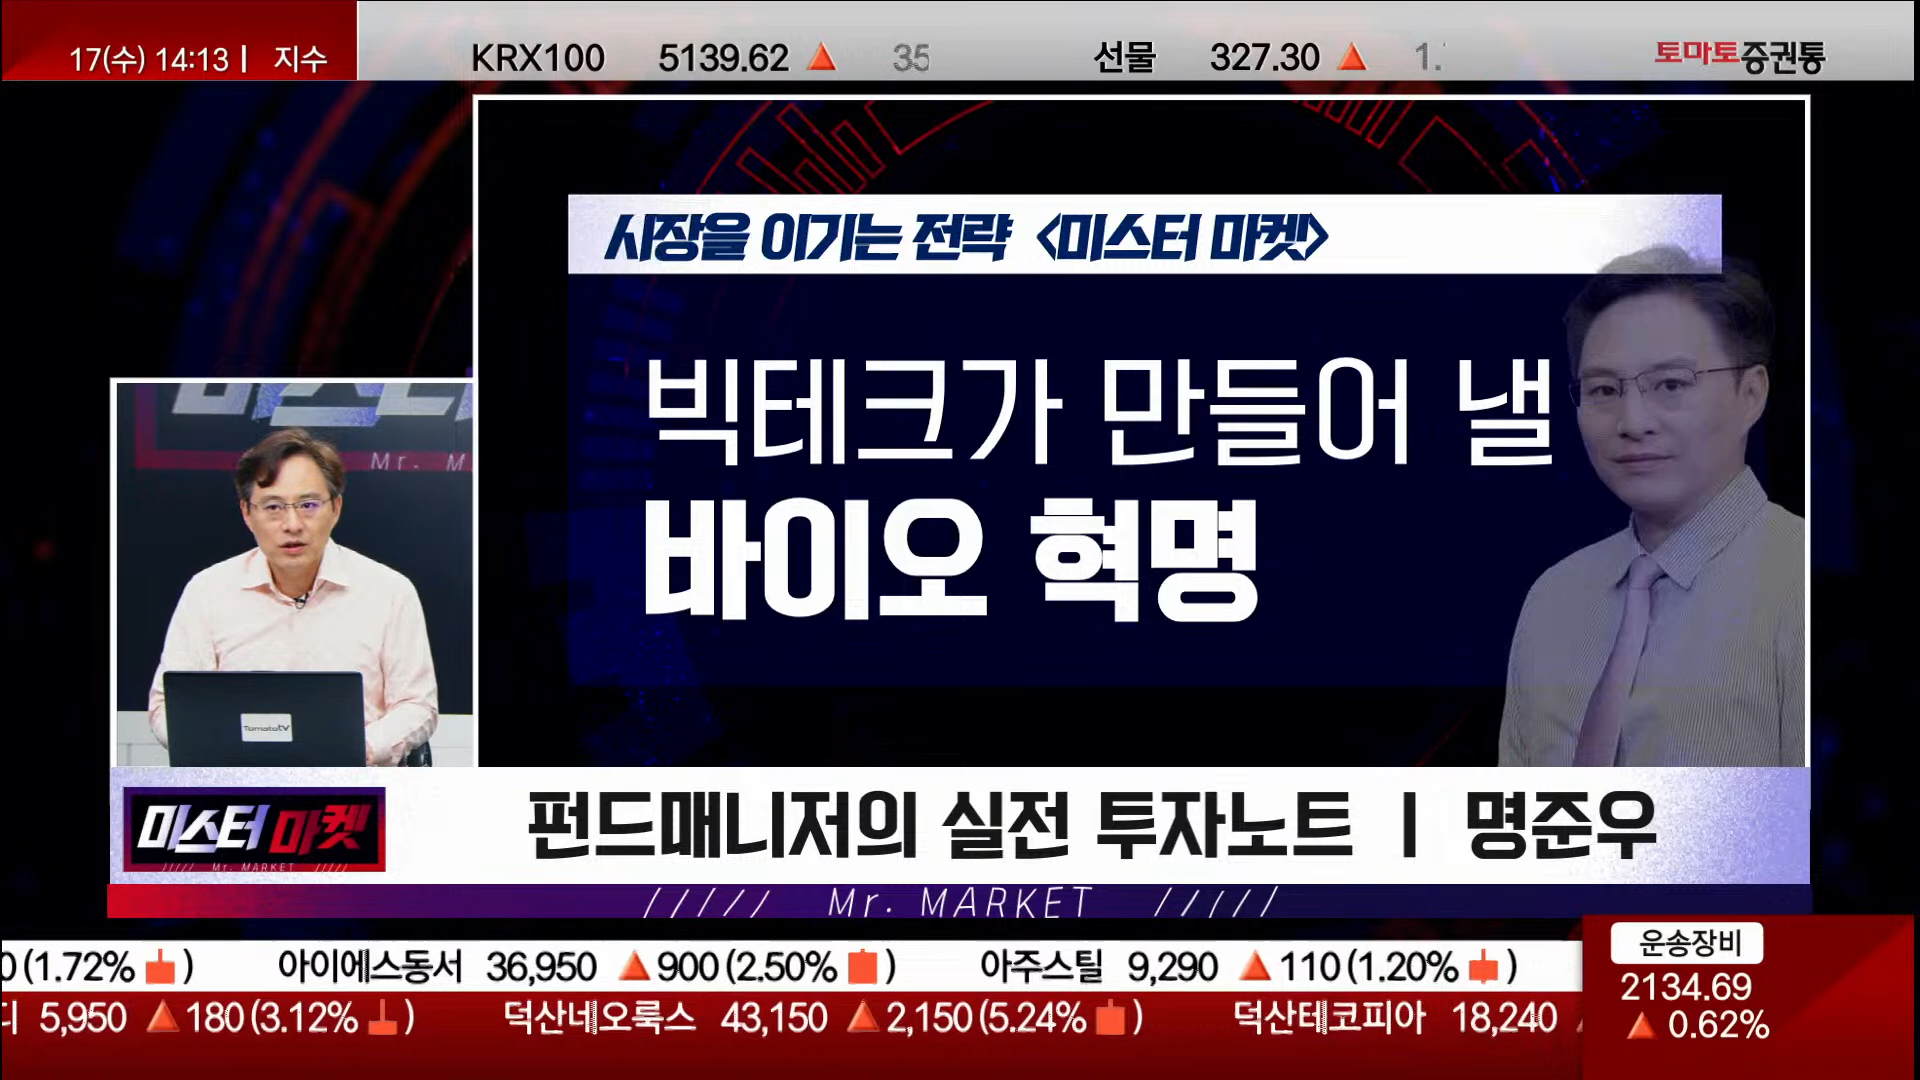 17(수) 14:13 | 지수 KRX100 5139.62 ▲ 35 선물 327.30 ▲ 1. 토마토증권통
시장을 이기는 전략 <미스터 마켓>
빅테크가 만들어 낼
바이오 혁명
Mr. M
TomatoTV
미스터 마켓
Mr. MARKET
펀드매니저의 실전 투자노트 | 명준우
///// Mr. MARKET /////
0 (1.72% ) 아이에스동서 36,950 ▲900 (2.50% ) 아주스틸 9,290 ▲110 (1.20% )
5,950 ▲180 (3.12% ) 덕산네오룩스 43,150 ▲2,150 (5.24% ) 덕산테코피아 18,240
운송장비
2134.69
▲ 0.62%